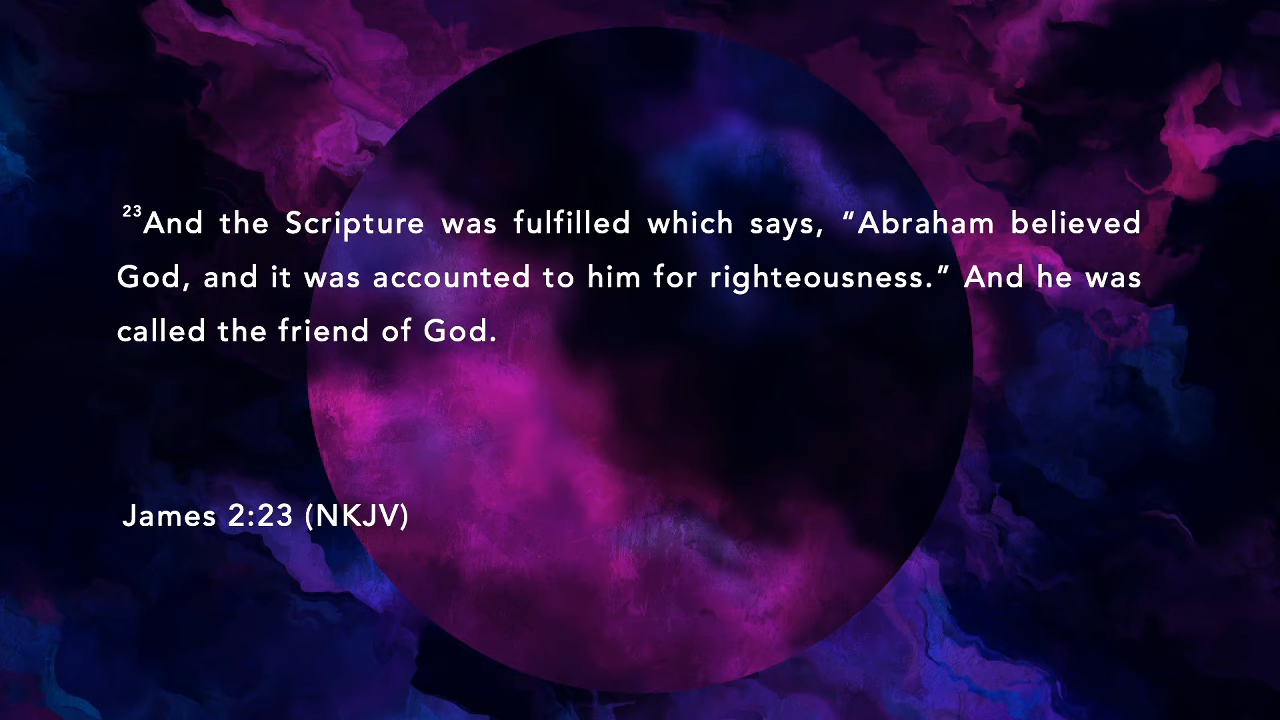 23And the Scripture was fulfilled which says, “Abraham believed
God, and it was accounted to him for righteousness.” And he was
called the friend of God.
James 2:23 (NKJV)